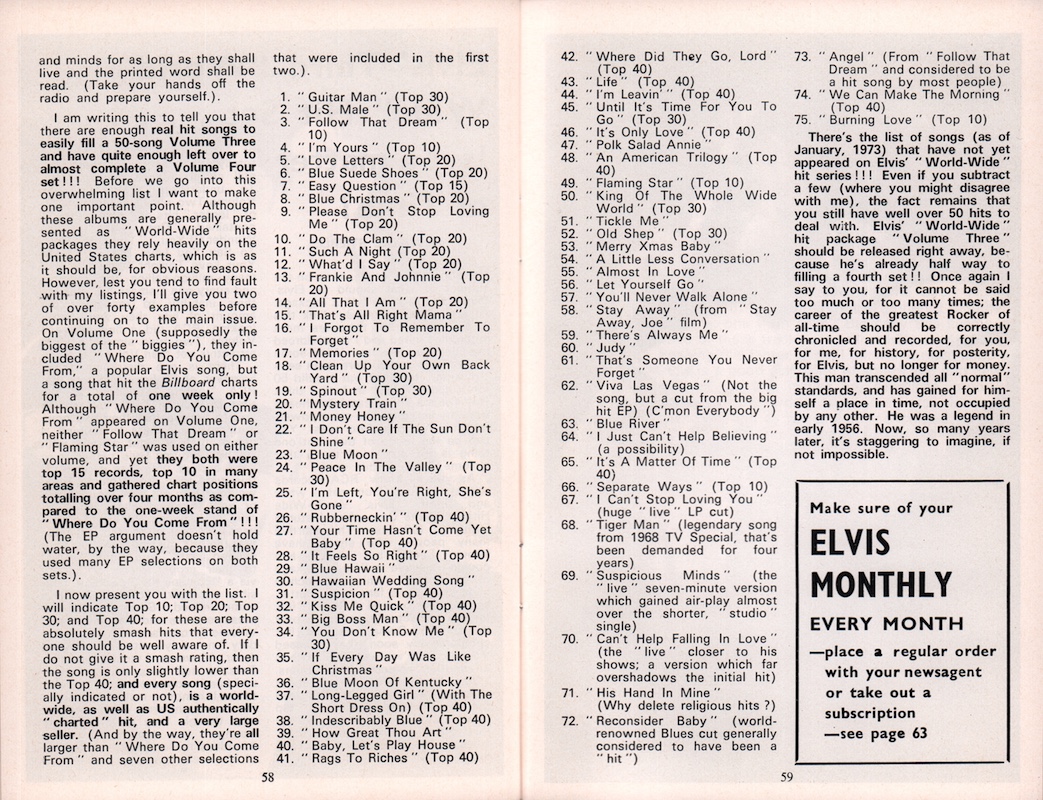 and minds for as long as they shall
live and the printed word shall be
read. (Take your hands off the
radio and prepare yourself.).
I am writing this to tell you that
there are enough real hit songs to
easily fill a 50-song Volume Three
and have quite enough left over to
almost complete a Volume Four
set!!! Before we go into this
overwhelming list I want to make
one important point. Although
these albums are generally pre-
sented as "World-Wide" hits
packages they rely heavily on the
United States charts, which is as
it should be, for obvious reasons.
However, lest you tend to find fault
with my listings, I'll give you two
of over forty examples before
continuing on to the main issue.
On Volume One (supposedly the
biggest of the "biggies"), they in-
cluded "Where Do You Come
From," a popular Elvis song, but
a song that hit the Billboard charts
for a total of one week only!
Although "Where Do You Come
From" appeared on Volume One,
neither "Follow That Dream" or
"Flaming Star" was used on either
volume, and yet they both were
top 15 records, top 10 in many
areas and gathered chart positions
totalling over four months as com-
pared to the one-week stand of
"Where Do You Come From"!!!
(The EP argument doesn't hold
water, by the way, because they
used many EP selections on both
sets.).
I now present you with the list. I
will indicate Top 10; Top 20; Top
30; and Top 40; for these are the
absolutely smash hits that every-
one should be well aware of. If I
do not give it a smash rating, then
the song is only slightly lower than
the Top 40; and every song (speci-
ally indicated or not), is a world-
wide, as well as US authentically
"charted" hit, and a very large
seller. (And by the way, they're all
larger than "Where Do You Come
From" and seven other selections
that were included in the first
two.).
1. "Guitar Man" (Top 30)
2. "U.S. Male" (Top 30)
3. "Follow That Dream" (Top
10)
4. "I'm Yours" (Top 10)
5. "Love Letters" (Top 20)
6. "Blue Suede Shoes" (Top 20)
7. "Easy Question" (Top 15)
8. "Blue Christmas" (Top 20)
9. "Please Don't Stop Loving
Me" (Top 20)
10. "Do The Clam" (Top 20)
11. "Such A Night (Top 20)
12. "What'd I Say" (Top 20)
13. "Frankie And Johnnie" (Top
20)
14. "All That I Am" (Top 20)
15. "That's All Right Mama"
16. "I Forgot To Remember To
Forget"
17. "Memories" (Top 20)
18. "Clean Up Your Own Back
Yard" (Top 30)
19. "Spinout" (Top 30)
20. "Mystery Train"
21. "Money Honey"
22. "I Don't Care If The Sun Don't
Shine"
23. "Blue Moon"
24. "Peace In The Valley" (Top
30)
25. "I'm Left, You're Right, She's
Gone"
26. "Rubberneckin'" (Top 40)
27. "Your Time Hasn't Come Yet
Baby" (Top 40)
28. "It Feels So Right" (Top 40)
29. "Blue Hawaii"
30. "Hawaiian Wedding Song"
31. "Suspicion" (Top 40)
32. "Kiss Me Quick" (Top 40)
33. "Big Boss Man" (Top 40)
34. "You Don't Know Me" (Top
30)
35. "If Every Day Was Like
Christmas"
36. "Blue Moon Of Kentucky"
37. "Long-Legged Girl" (With The
Short Dress On) (Top 40)
38. "Indescribably Blue" (Top 40)
39. "How Great Thou Art"
40. "Baby, Let's Play House"
41. "Rags To Riches" (Top 40)
58
42. "Where Did They Go, Lord"
(Top 40)
43. "Life" (Top 40)
44. "I'm Leavin'" (Top 40)
45. "Until It's Time For You To
Go" (Top 30)
46. "It's Only Love" (Top 40)
47. "Polk Salad Annie"
48. "An American Trilogy" (Top
40)
49. "Flaming Star" (Top 10)
50. "King Of The Whole Wide
World" (Top 30)
51. "Tickle Me"
52. "Old Shep" (Top 30)
53. "Merry Xmas Baby"
54. "A Little Less Conversation"
55. "Almost In Love"
56. "Let Yourself Go"
57. "You'll Never Walk Alone"
58. "Stay Away" (from "Stay
Away, Joe" film)
59. "There's Always Me"
60. "Judy"
61. "That's Someone You Never
Forget"
62. "Viva Las Vegas" (Not the
song, but a cut from the big
hit EP) (C'mon Everybody")
63. "Blue River"
64. "I Just Can't Help Believing"
(a possibility)
65. "It's A Matter Of Time" (Top
40)
66. "Separate Ways" (Top 10)
67. "I Can't Stop Loving You"
(huge "live" LP cut)
68. "Tiger Man" (legendary song
from 1968 TV Special, that's
been demanded for four
years)
69. "Suspicious Minds" (the
"live" seven-minute version
which gained air-play almost
over the shorter, "studio"
single)
70. "Can't Help Falling In Love"
(the "live" closer to his
shows; a version which far
overshadows the initial hit)
71. "His Hand In Mine"
(Why delete religious hits?)
72. "Reconsider Baby" (world-
renowned Blues cut generally
considered to have been a
"hit")
73. "Angel" (From "Follow That
Dream" and considered to be
a hit song by most people)
74. "We Can Make The Morning"
(Top 40)
75. "Burning Love" (Top 10)
There's the list of songs (as of
January, 1973) that have not yet
appeared on Elvis' "World-Wide"
hit series!!! Even if you subtract
a few (where you might disagree
with me), the fact remains that
you still have well over 50 hits to
deal with. Elvis' "World-Wide"
hit package "Volume Three"
should be released right away, be-
cause he's already half way to
filling a fourth set!! Once again I
say to you, for it cannot be said
too much or too many times; the
career of the greatest Rocker of
all-time should be correctly
chronicled and recorded, for you,
for me, for history, for posterity,
for Elvis, but no longer for money.
This man transcended all "normal"
standards, and has gained for him-
self a place in time, not occupied
by any other. He was a legend in
early 1956. Now, so many years
later, it's staggering to imagine, if
not impossible.
Make sure of your
ELVIS
MONTHLY
EVERY MONTH
—place a regular order
with your newsagent
or take out a
subscription
—see page 63
59